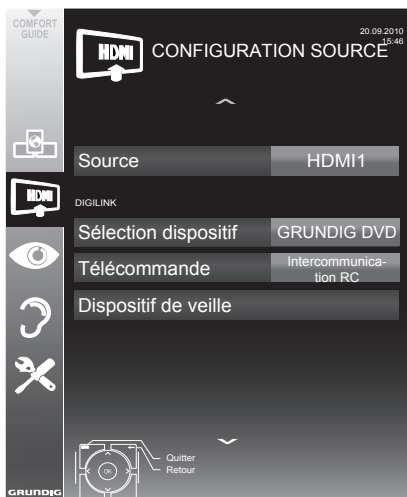 COMFORT
GUIDE
HDMI
CONFIGURATION SOURCE
20.09.2010
15:46
Source
HDMI1
HDMI
DIGILINK
Sélection dispositif
GRUNDIG DVD
Télécommande
Intercommunica-
tion RC
Dispositif de veille
OK
Quitter
Retour
GRUNDIG